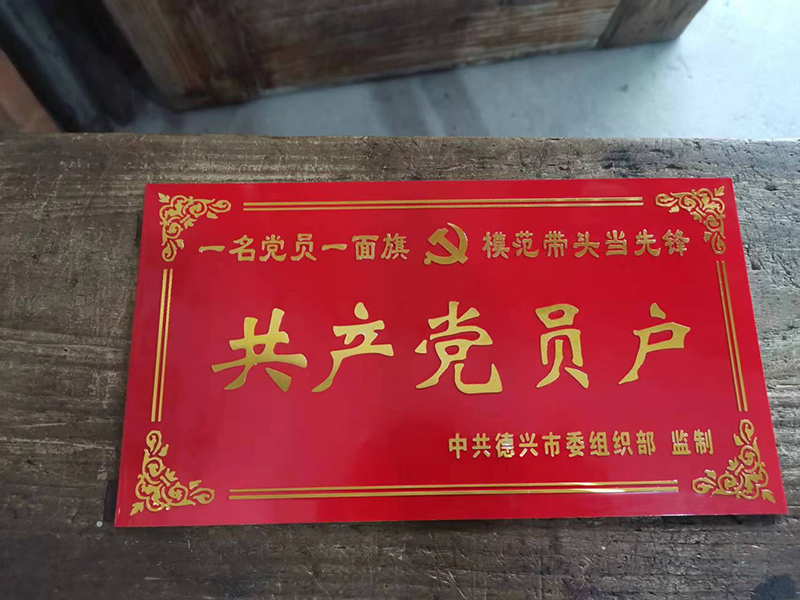 一名党员一面旗 模范带头当先锋
共产党员户
中共德兴市委组织部 监制